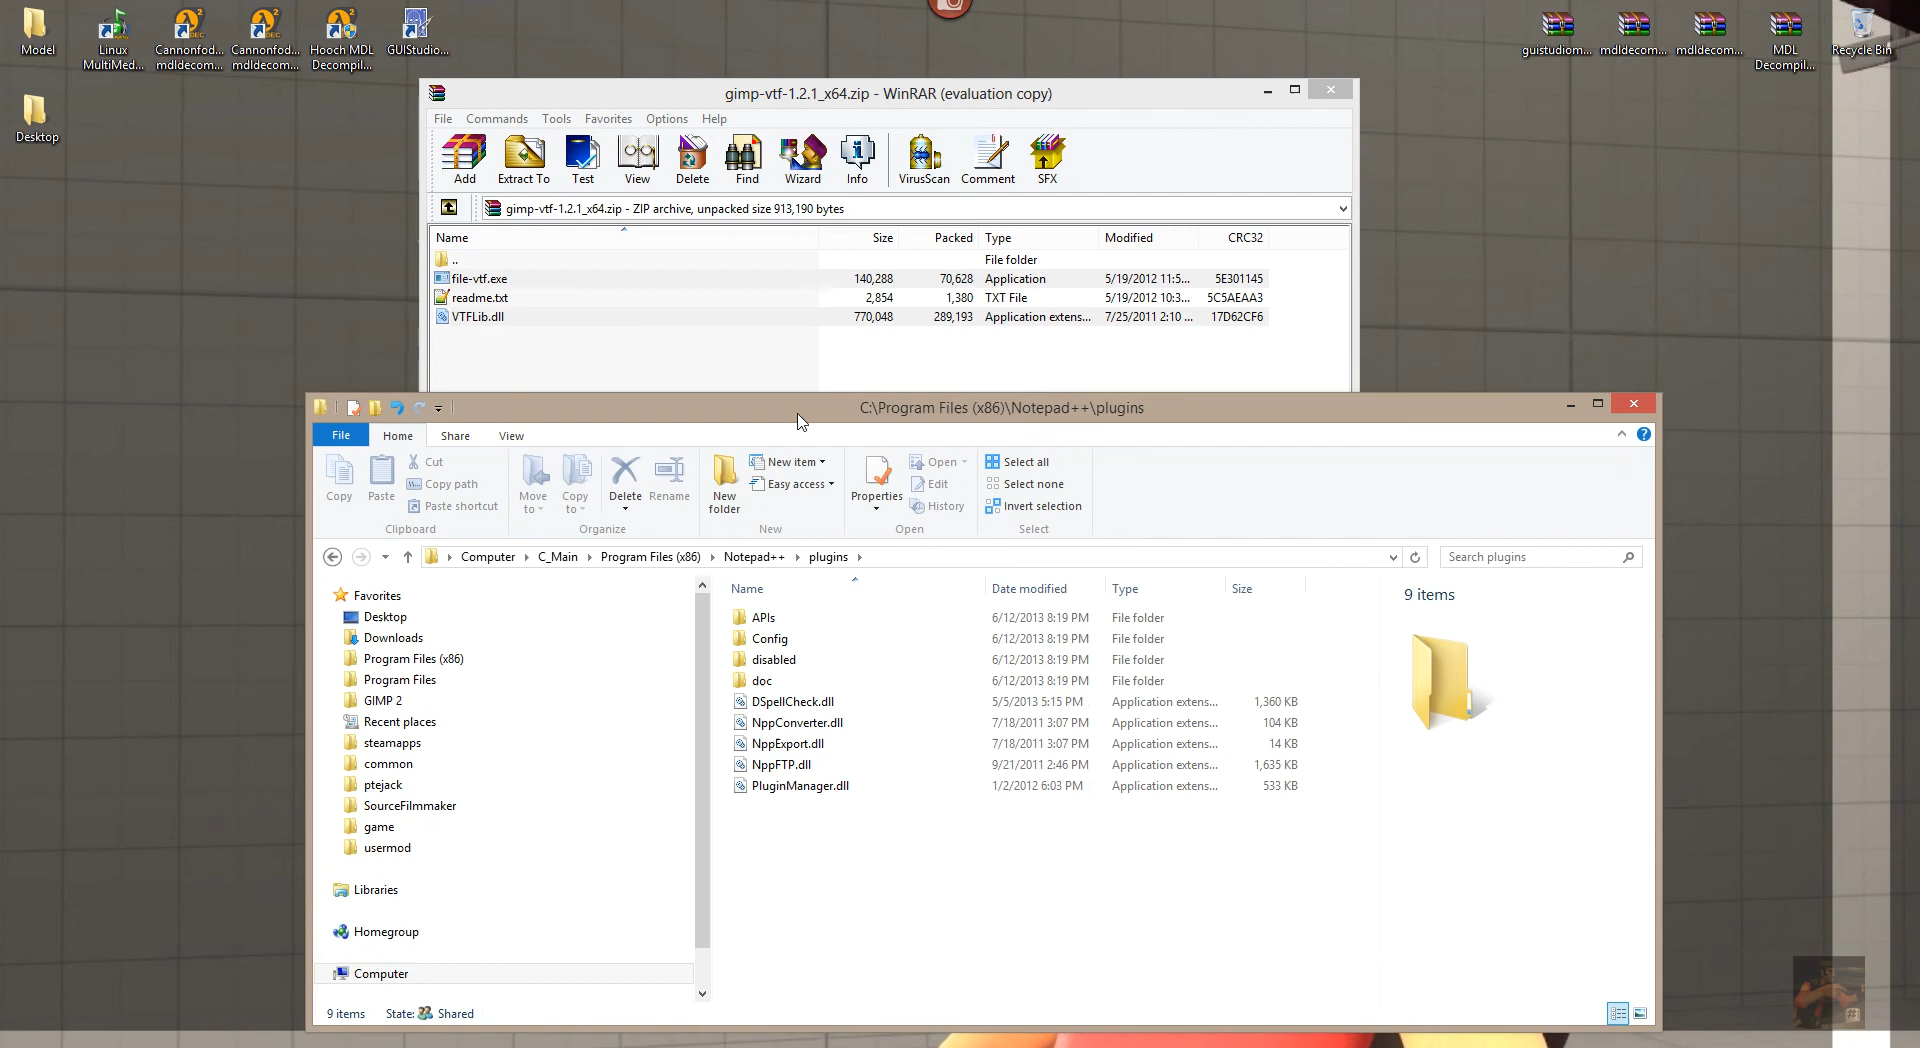 Model
Linux
MultiMed...
Cannonfod...
mdldecom...
Cannonfod...
mdldecom...
Hooch MDL
Decompil...
GUIStudio...
guistudiom...
mdldecom...
mdldecom...
MDL
Decompil...
Recycle Bin
Desktop
gimp-vtf-1.2.1_x64.zip - WinRAR (evaluation copy)
File Commands Tools Favorites Options Help
Add Extract To Test View Delete Find Wizard Info VirusScan Comment SFX
gimp-vtf-1.2.1_x64.zip - ZIP archive, unpacked size 913,190 bytes
Name Size Packed Type Modified CRC32
.. File folder
file-vtf.exe 140,288 70,628 Application 5/19/2012 11:5... 5E301145
readme.txt 2,854 1,380 TXT File 5/19/2012 10:3... 5C5AEAA3
VTFLib.dll 770,048 289,193 Application extens... 7/25/2011 2:10 ... 17D62CF6
C:\Program Files (x86)\Notepad++\plugins
File Home Share View
Copy
Paste
Cut
Copy path
Paste shortcut
Clipboard
Move
to
Copy
to
Delete
Rename
Organize
New
folder
New item
Easy access
New
Properties
Open
Edit
History
Open
Select all
Select none
Invert selection
Select
Computer C_Main Program Files (x86) Notepad++ plugins
Search plugins
Favorites
Desktop
Downloads
Program Files (x86)
Program Files
GIMP 2
Recent places
steamapps
common
ptejack
SourceFilmmaker
game
usermod
Libraries
Homegroup
Computer
Name Date modified Type Size
APIs 6/12/2013 8:19 PM File folder
Config 6/12/2013 8:19 PM File folder
disabled 6/12/2013 8:19 PM File folder
doc 6/12/2013 8:19 PM File folder
DSpellCheck.dll 5/5/2013 5:15 PM Application extens... 1,360 KB
NppConverter.dll 7/18/2011 3:07 PM Application extens... 104 KB
NppExport.dll 7/18/2011 3:07 PM Application extens... 14 KB
NppFTP.dll 9/21/2011 2:46 PM Application extens... 1,635 KB
PluginManager.dll 1/2/2012 6:03 PM Application extens... 533 KB
9 items
9 items State: Shared